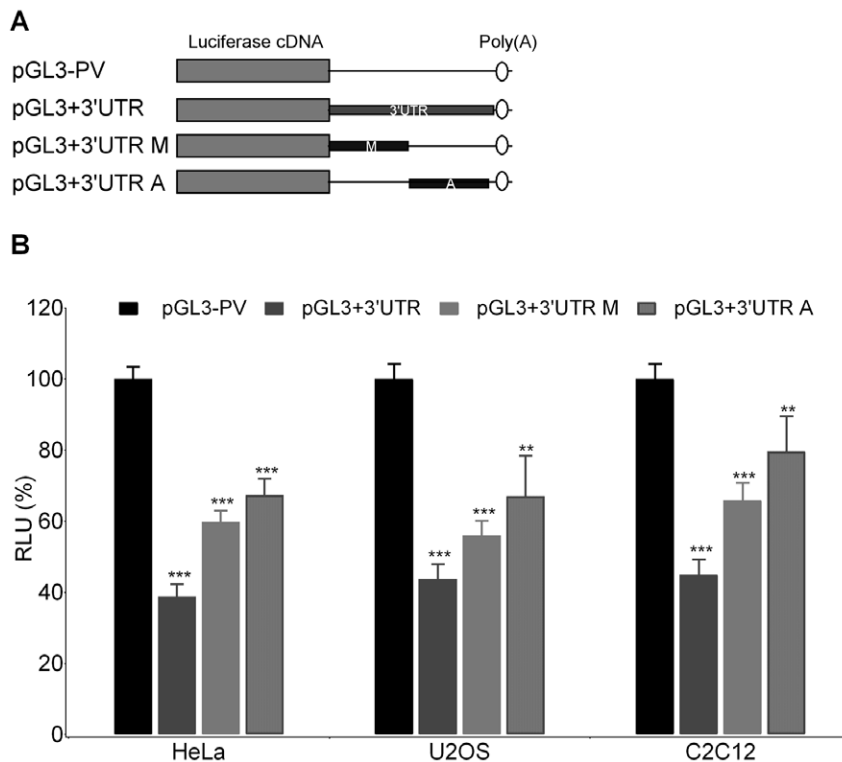 A
Luciferase cDNA Poly(A)
pGL3-PV
pGL3+3'UTR 3'UTR
pGL3+3'UTR M M
pGL3+3'UTR A A
B
pGL3-PV pGL3+3'UTR pGL3+3'UTR M pGL3+3'UTR A
RLU (%)
120
100
80
60
40
20
0
*** *** ***
*** *** **
*** *** **
HeLa U2OS C2C12